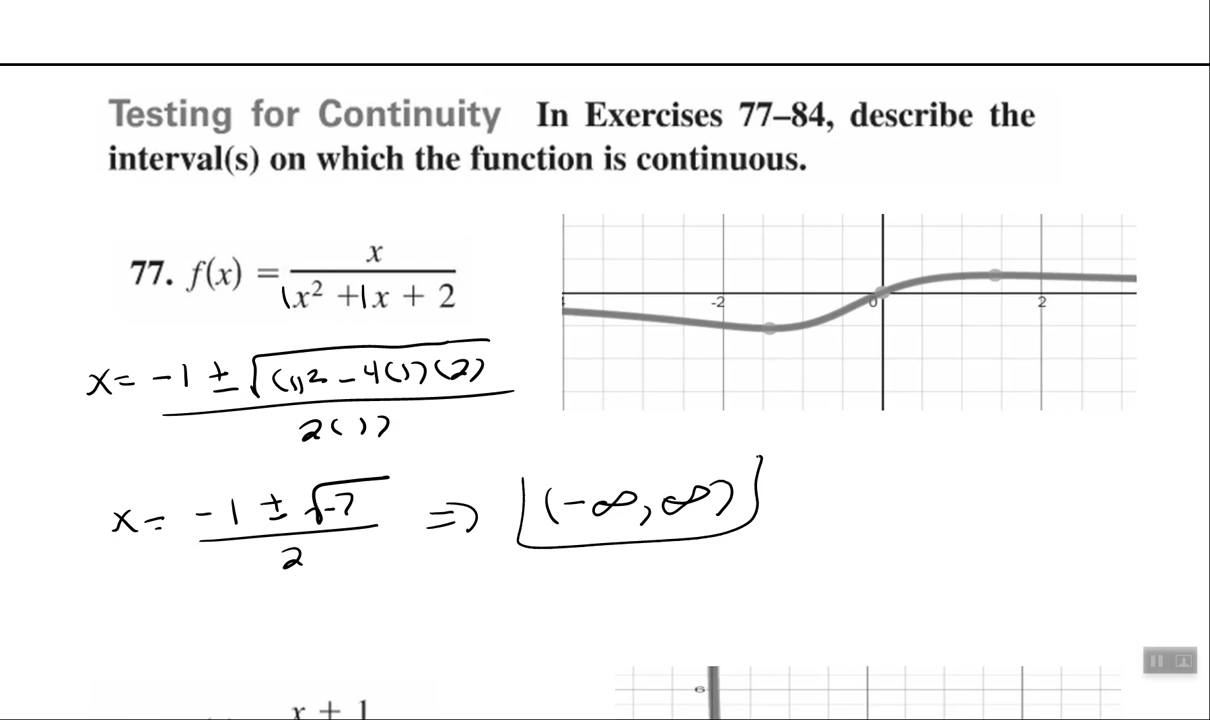 Testing for Continuity In Exercises 77–84, describe the
interval(s) on which the function is continuous.
77. f(x) = x / (1x² + 1x + 2)
-2 0 2
x = -1 ± √((1)² - 4(1)(2)) / 2(1)
x = -1 ± √-7 / 2 ⇒ (-∞, ∞)
6
x + 1